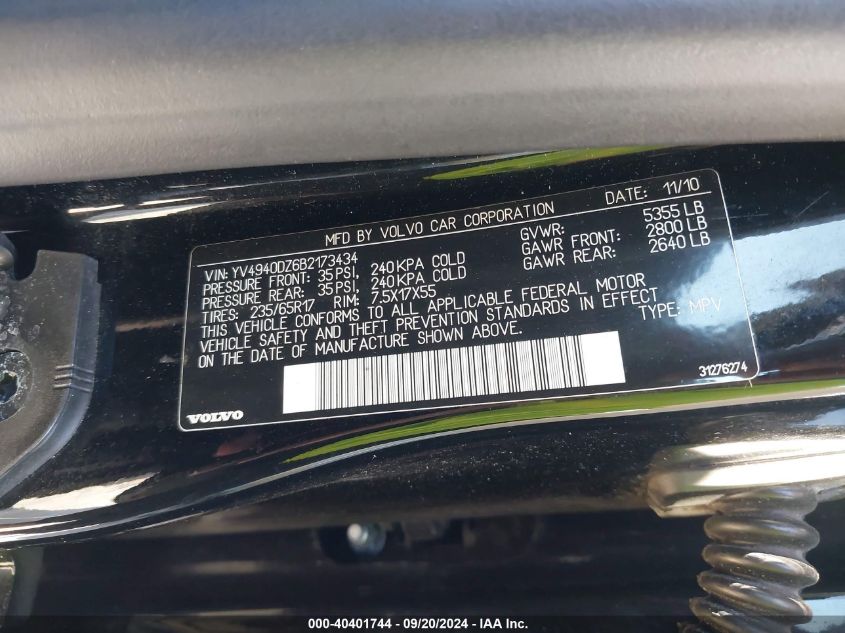 MFD BY VOLVO CAR CORPORATION DATE: 11/10
VIN: YV4940DZ6B2173434 GVWR: 5355 LB
PRESSURE FRONT: 35 PSI, 240 KPA COLD GAWR FRONT: 2800 LB
PRESSURE REAR: 35 PSI, 240 KPA COLD GAWR REAR: 2640 LB
TIRES: 235/65R17 RIM: 7.5X17X55
THIS VEHICLE CONFORMS TO ALL APPLICABLE FEDERAL MOTOR
VEHICLE SAFETY AND THEFT PREVENTION STANDARDS IN EFFECT
ON THE DATE OF MANUFACTURE SHOWN ABOVE. TYPE: MPV
31276274
VOLVO
000-40401744 - 09/20/2024 - IAA Inc.